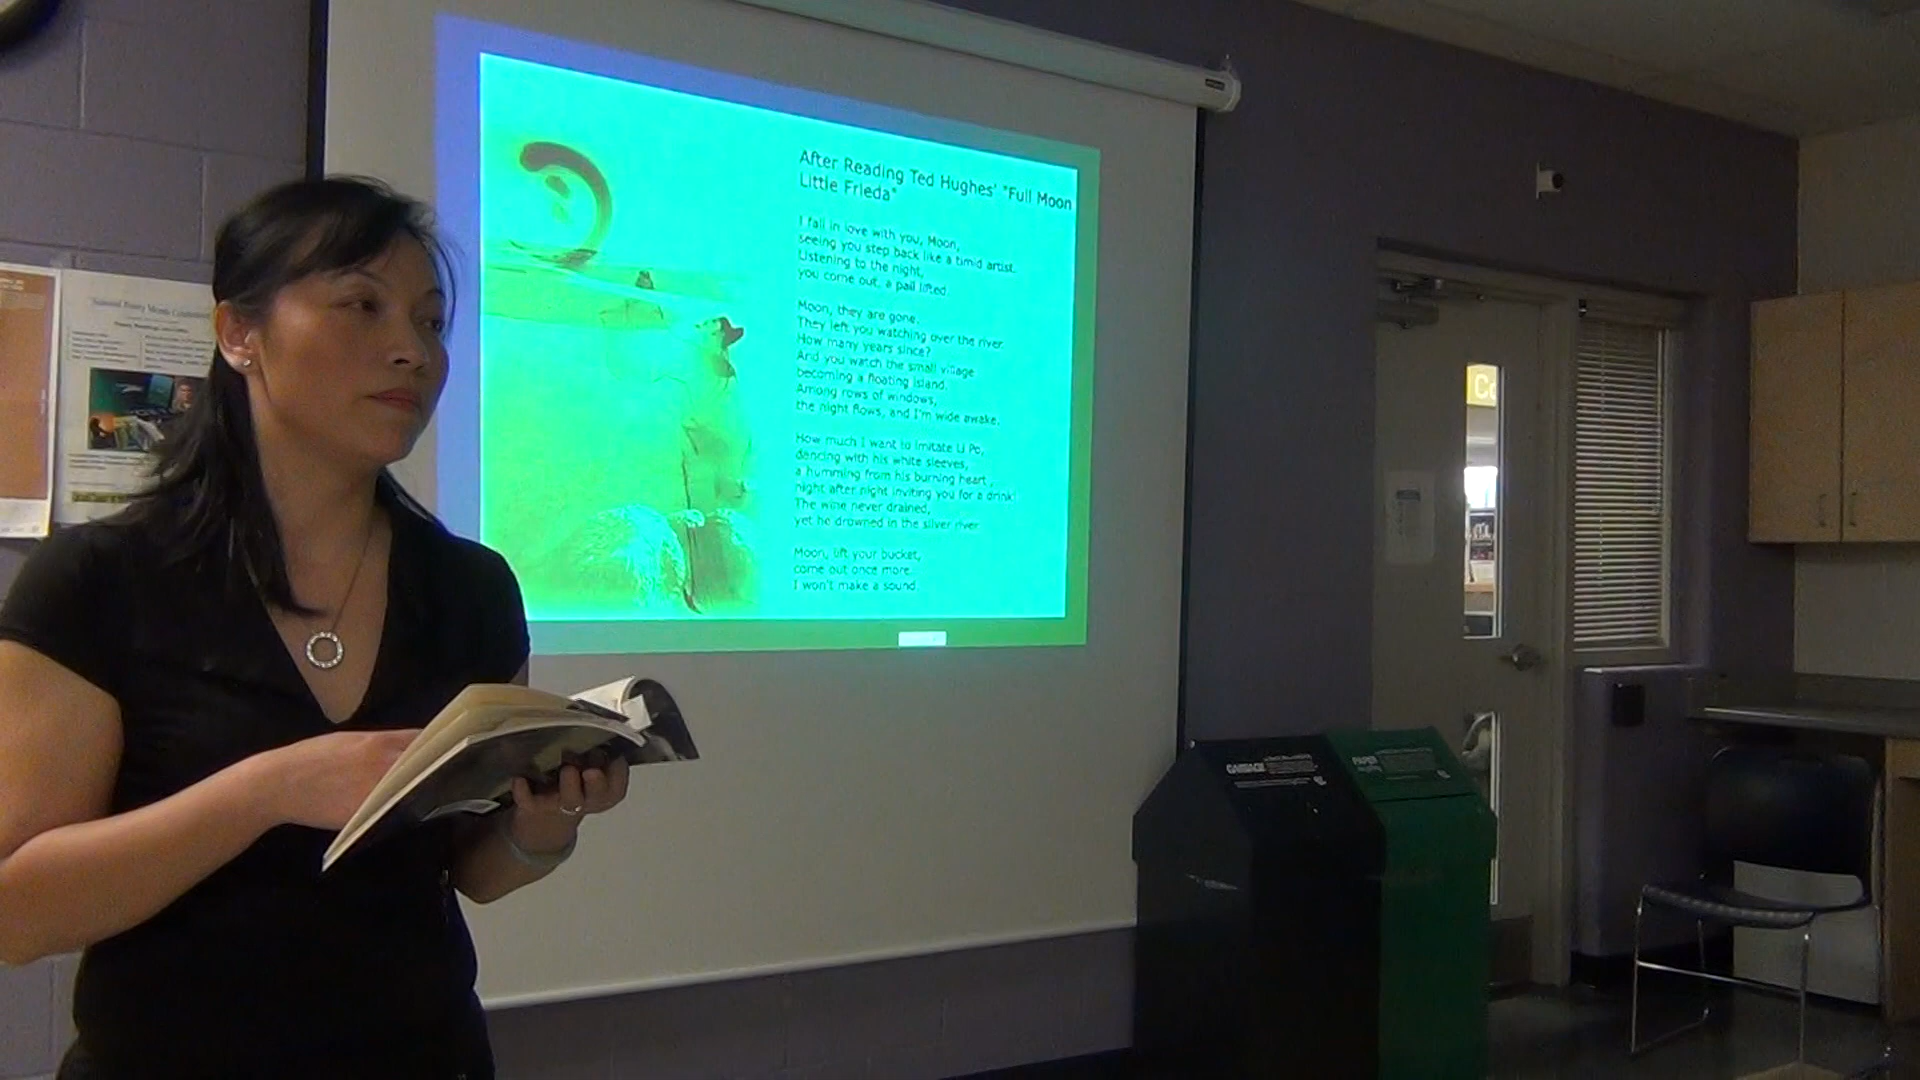 After Reading Ted Hughes' "Full Moon
Little Frieda"
I fall in love with you, Moon,
seeing you step back like a timid artist.
Listening to the night,
you come out, a pail lifted.
Moon, they are gone.
They left you watching over the river.
How many years since?
And you watch the small village
becoming a floating island.
Among rows of windows,
the night flows, and I'm wide awake.
How much I want to imitate Li Po,
dancing with his white sleeves,
a humming from his burning heart ,
night after night inviting you for a drink!
The wine never drained,
yet he drowned in the silver river
Moon, lift your bucket,
come out once more.
I won't make a sound.
National Poetry Month
Co
GARBAGE
PAPER